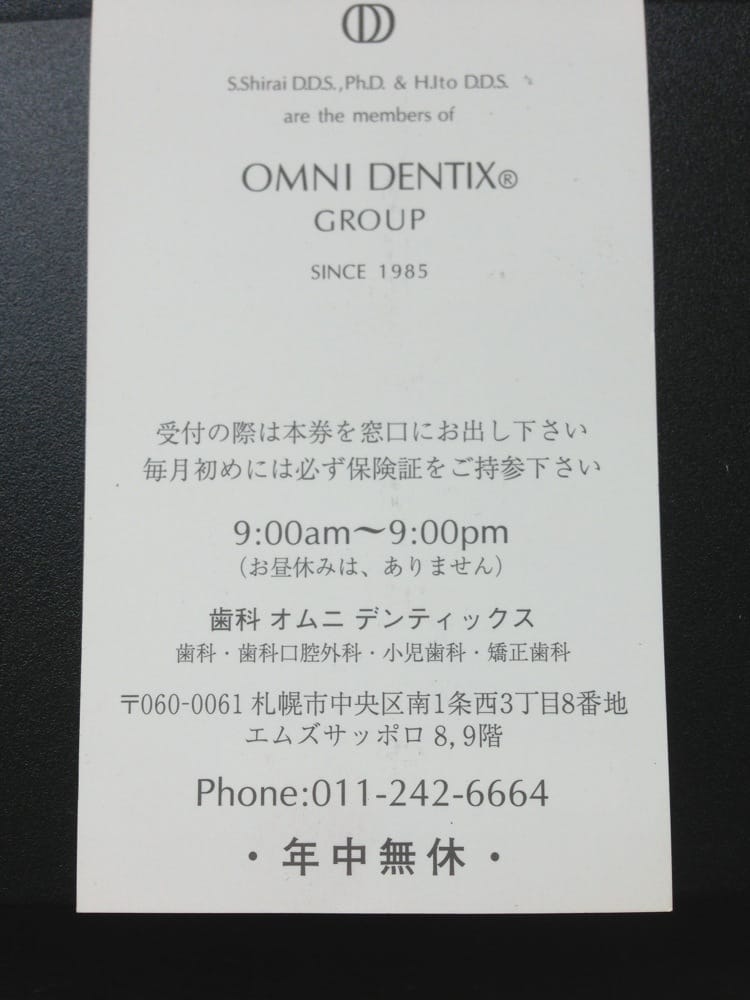 S.Shirai D.D.S.,Ph.D. & H.Ito D.D.S.
are the members of
OMNI DENTIX®
GROUP
SINCE 1985
受付の際は本券を窓口にお出し下さい
毎月初めには必ず保険証をご持参下さい
9:00am〜9:00pm
(お昼休みは、ありません)
歯科 オムニ デンティックス
歯科・歯科口腔外科・小児歯科・矯正歯科
〒060-0061 札幌市中央区南1条西3丁目8番地
エムズサッポロ 8,9階
Phone:011-242-6664
・年中無休・